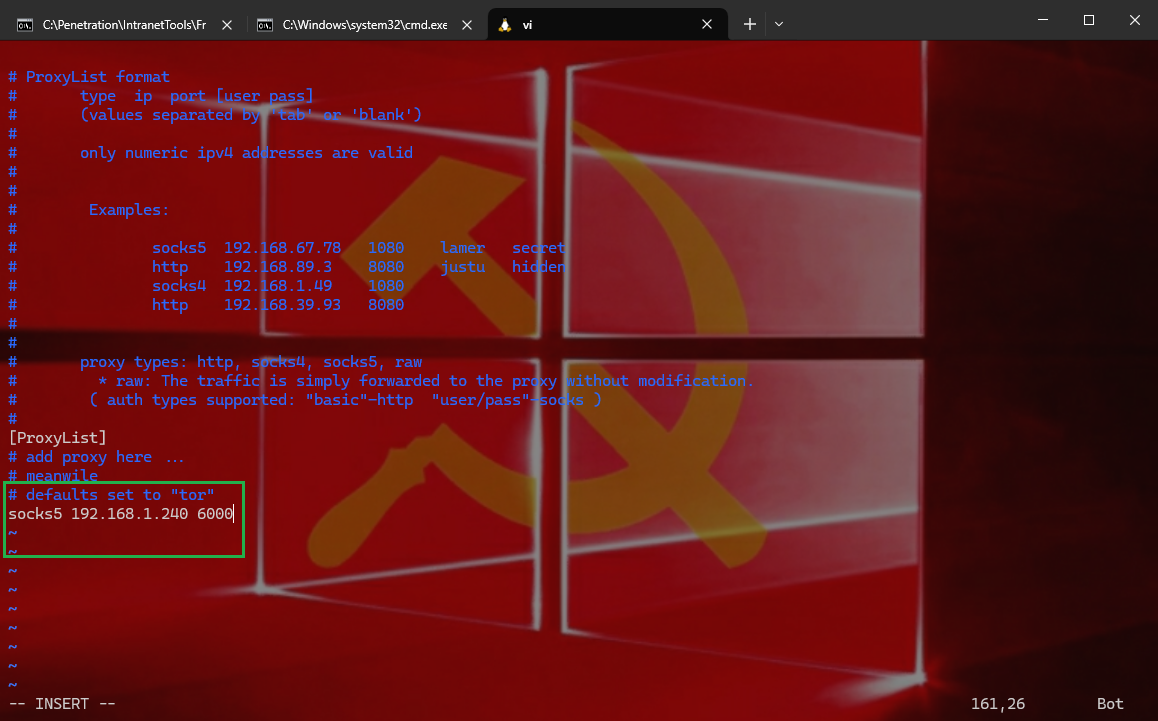 C:\Penetration\IntranetTools\Fr
C:\Windows\system32\cmd.exe
vi
# ProxyList format
#       type  ip  port [user pass]
#       (values separated by 'tab' or 'blank')
#
#       only numeric ipv4 addresses are valid
#
#
#        Examples:
#
#               socks5  192.168.67.78   1080    lamer   secret
#               http    192.168.89.3    8080    justu   hidden
#               socks4  192.168.1.49    1080
#               http    192.168.39.93   8080
#
#
#       proxy types: http, socks4, socks5, raw
#         * raw: The traffic is simply forwarded to the proxy without modification.
#        ( auth types supported: "basic"-http  "user/pass"-socks )
#
[ProxyList]
# add proxy here ...
# meanwile
# defaults set to "tor"
socks5 192.168.1.240 6000
~
~
~
~
~
~
~
~
~
-- INSERT --                161,26        Bot